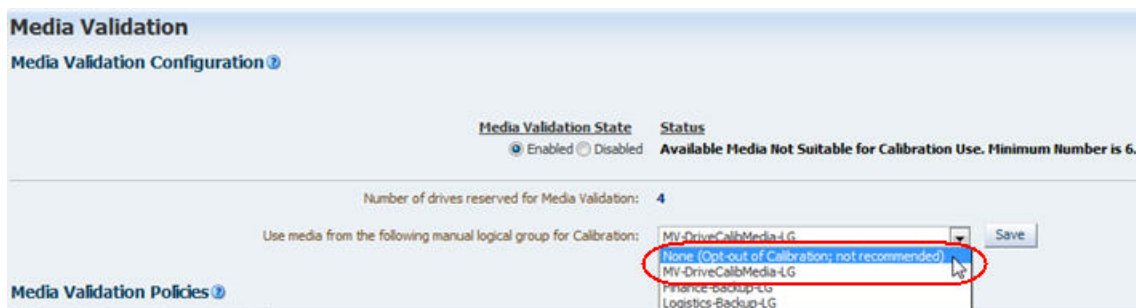 Media Validation
Media Validation Configuration
Media Validation State Status
Enabled Disabled Available Media Not Suitable for Calibration Use. Minimum Number is 6.
Number of drives reserved for Media Validation: 4
Use media from the following manual logical group for Calibration: MV-DriveCalibMedia-LG Save
None (Opt-out of Calibration; not recommended)
MV-DriveCalibMedia-LG
Finance-Backup-LG
Media Validation Policies Logistics-Backup-LG